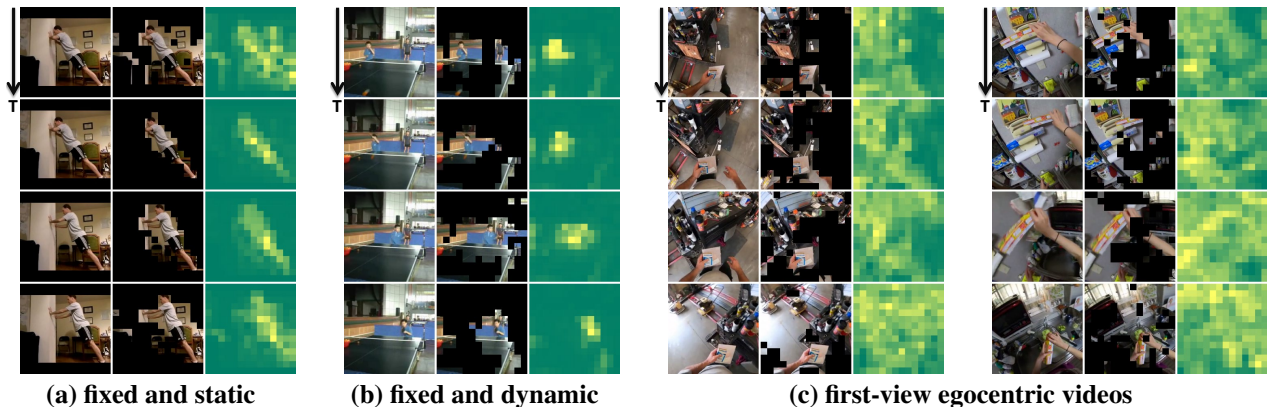 T
T
T
T
(a) fixed and static
(b) fixed and dynamic
(c) first-view egocentric videos